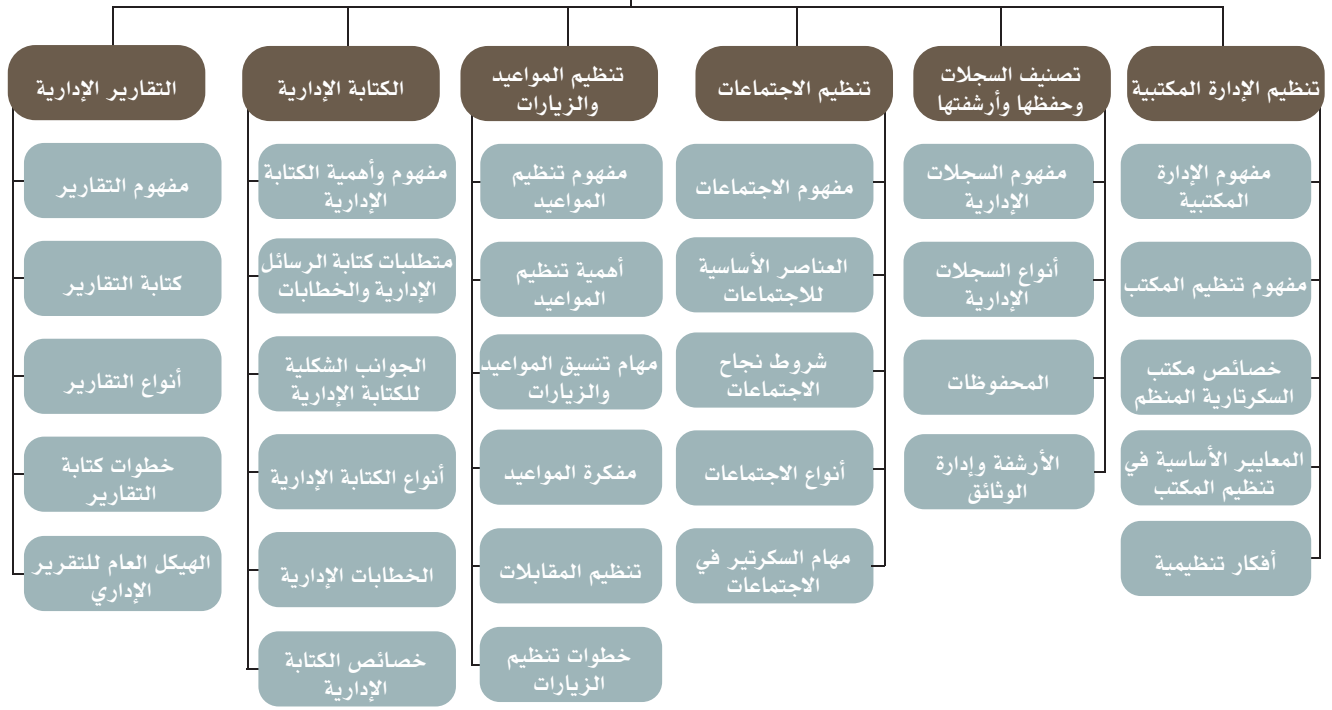 تنظيم الإدارة المكتبية
مفهوم الإدارة
المكتبية
مفهوم تنظيم المكتب
خصائص مكتب
السكرتارية المنظم
المعايير الأساسية في
تنظيم المكتب
أفكار تنظيمية
تصنيف السجلات
وحفظها وأرشفتها
مفهوم السجلات
الإدارية
أنواع السجلات
الإدارية
المحفوظات
الأرشفة وإدارة
الوثائق
تنظيم الاجتماعات
مفهوم الاجتماعات
العناصر الأساسية
للاجتماعات
شروط نجاح
الاجتماعات
أنواع الاجتماعات
مهام السكرتير في
الاجتماعات
تنظيم المواعيد
والزيارات
مفهوم تنظيم
المواعيد
أهمية تنظيم
المواعيد
مهام تنسيق المواعيد
والزيارات
مفكرة المواعيد
تنظيم المقابلات
خطوات تنظيم
الزيارات
الكتابة الإدارية
مفهوم وأهمية الكتابة
الإدارية
متطلبات كتابة الرسائل
الإدارية والخطابات
الجوانب الشكلية
للكتابة الإدارية
أنواع الكتابة الإدارية
الخطابات الإدارية
خصائص الكتابة
الإدارية
التقارير الإدارية
مفهوم التقارير
كتابة التقارير
أنواع التقارير
خطوات كتابة
التقارير
الهيكل العام للتقرير
الإداري